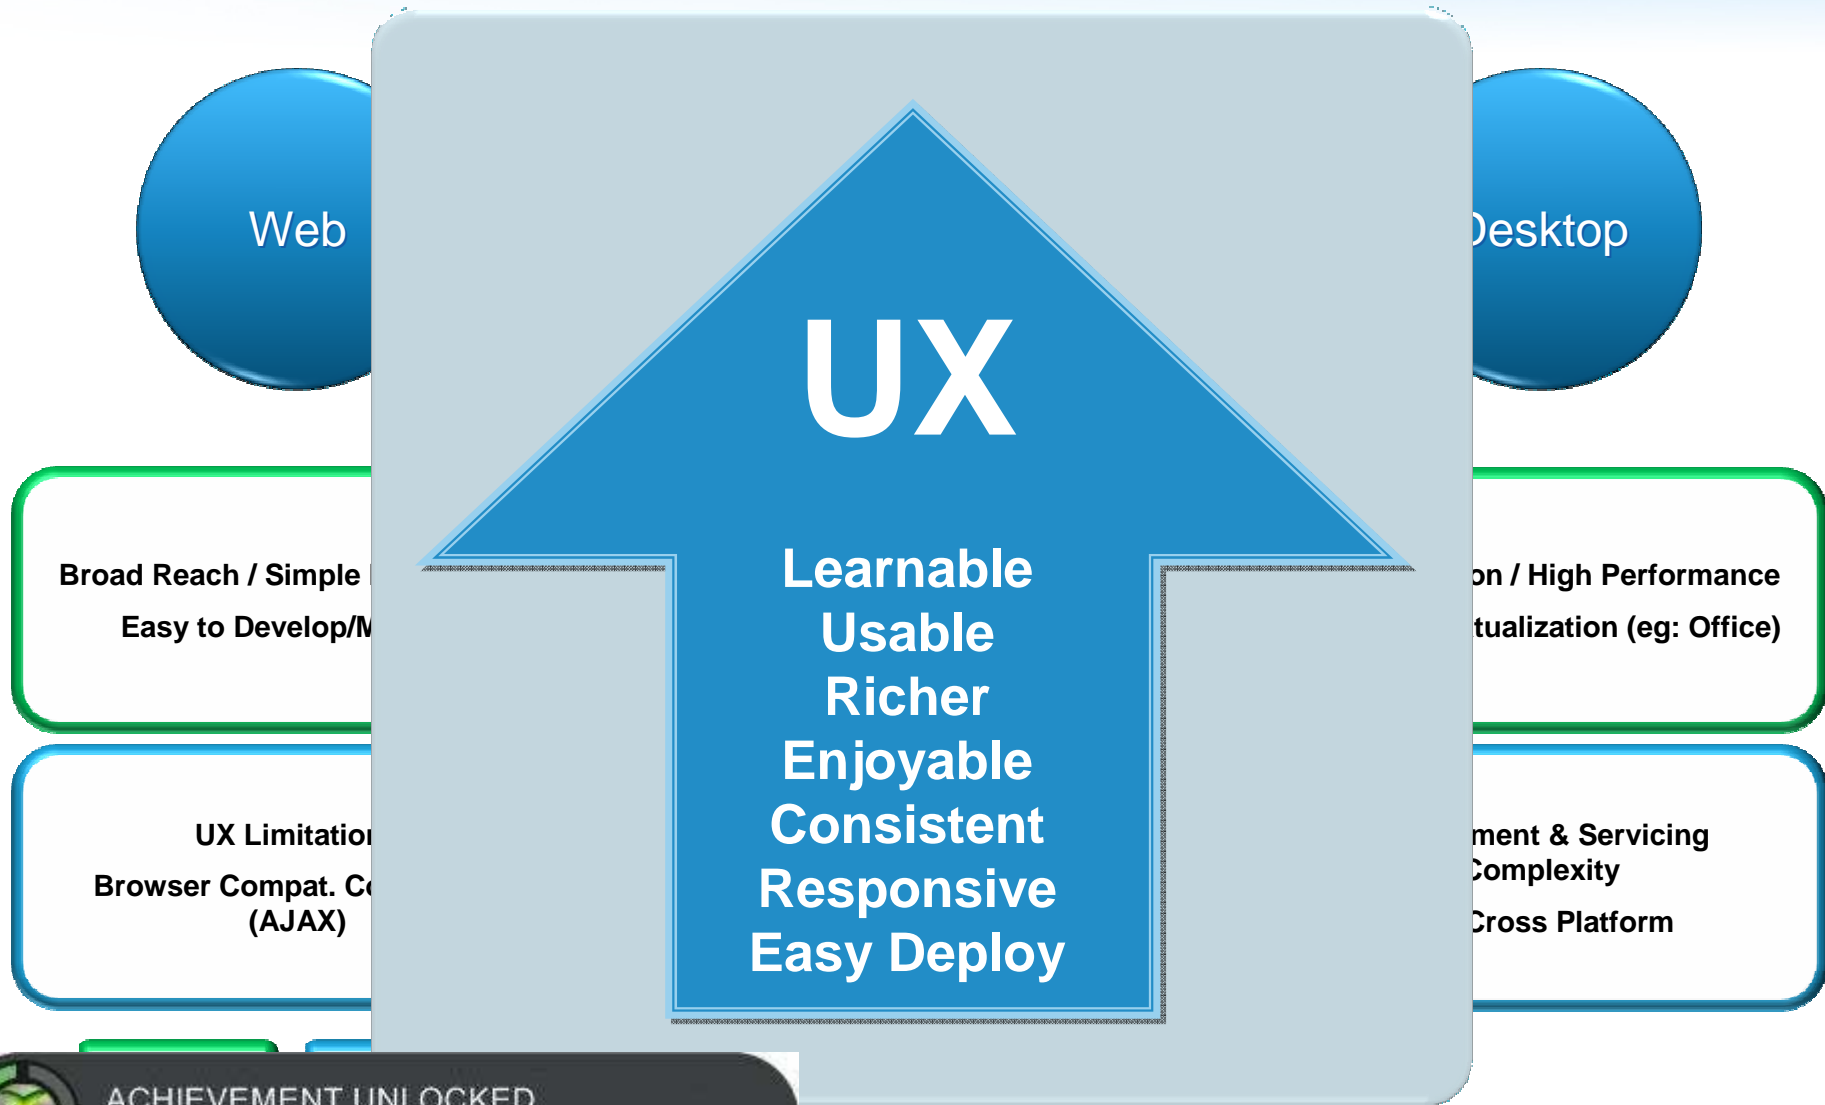 Web
Desktop
UX
Learnable
Usable
Richer
Enjoyable
Consistent
Responsive
Easy Deploy
Broad Reach / Simple
Easy to Develop/M
on / High Performance
tualization (eg: Office)
UX Limitation
Browser Compat. Co
(AJAX)
ment & Servicing
Complexity
Cross Platform
ACHIEVEMENT UNLOCKED